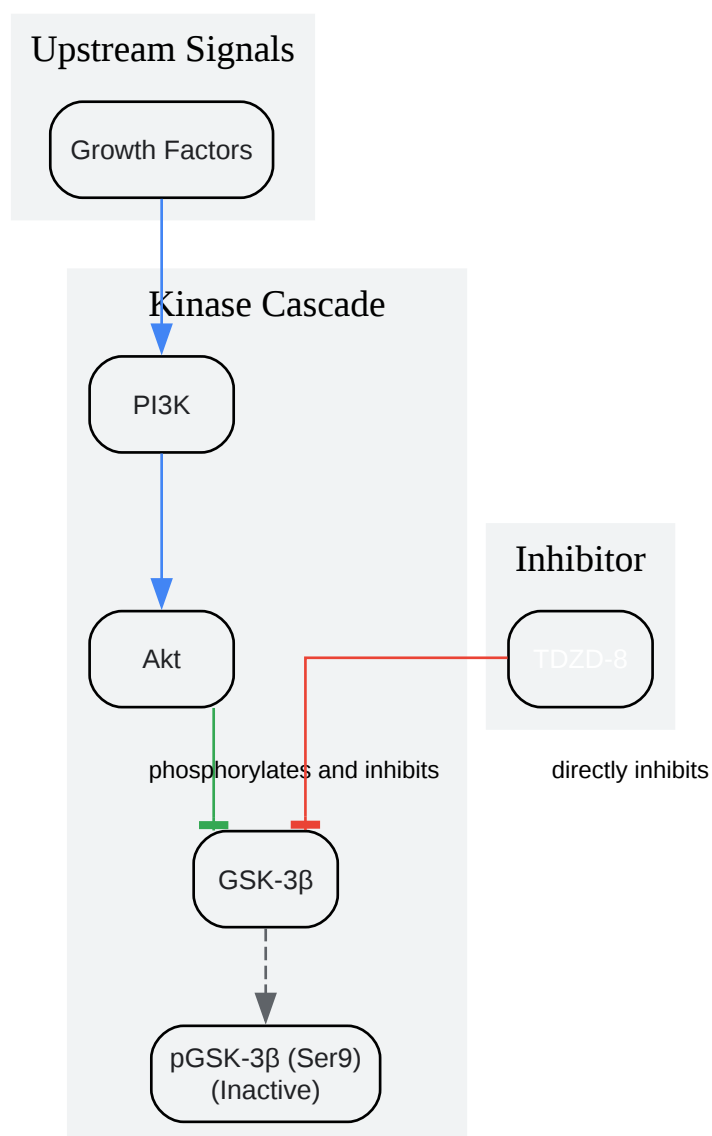 Upstream Signals
Growth Factors
Kinase Cascade
PI3K
Inhibitor
Akt
TDZD-8
phosphorylates and inhibits
directly inhibits
GSK-3β
pGSK-3β (Ser9)
(Inactive)